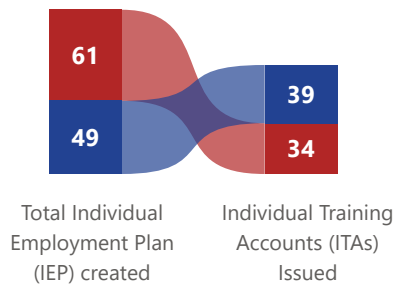 61
49
39
34
Total Individual
Employment Plan
(IEP) created
Individual Training
Accounts (ITAs)
Issued